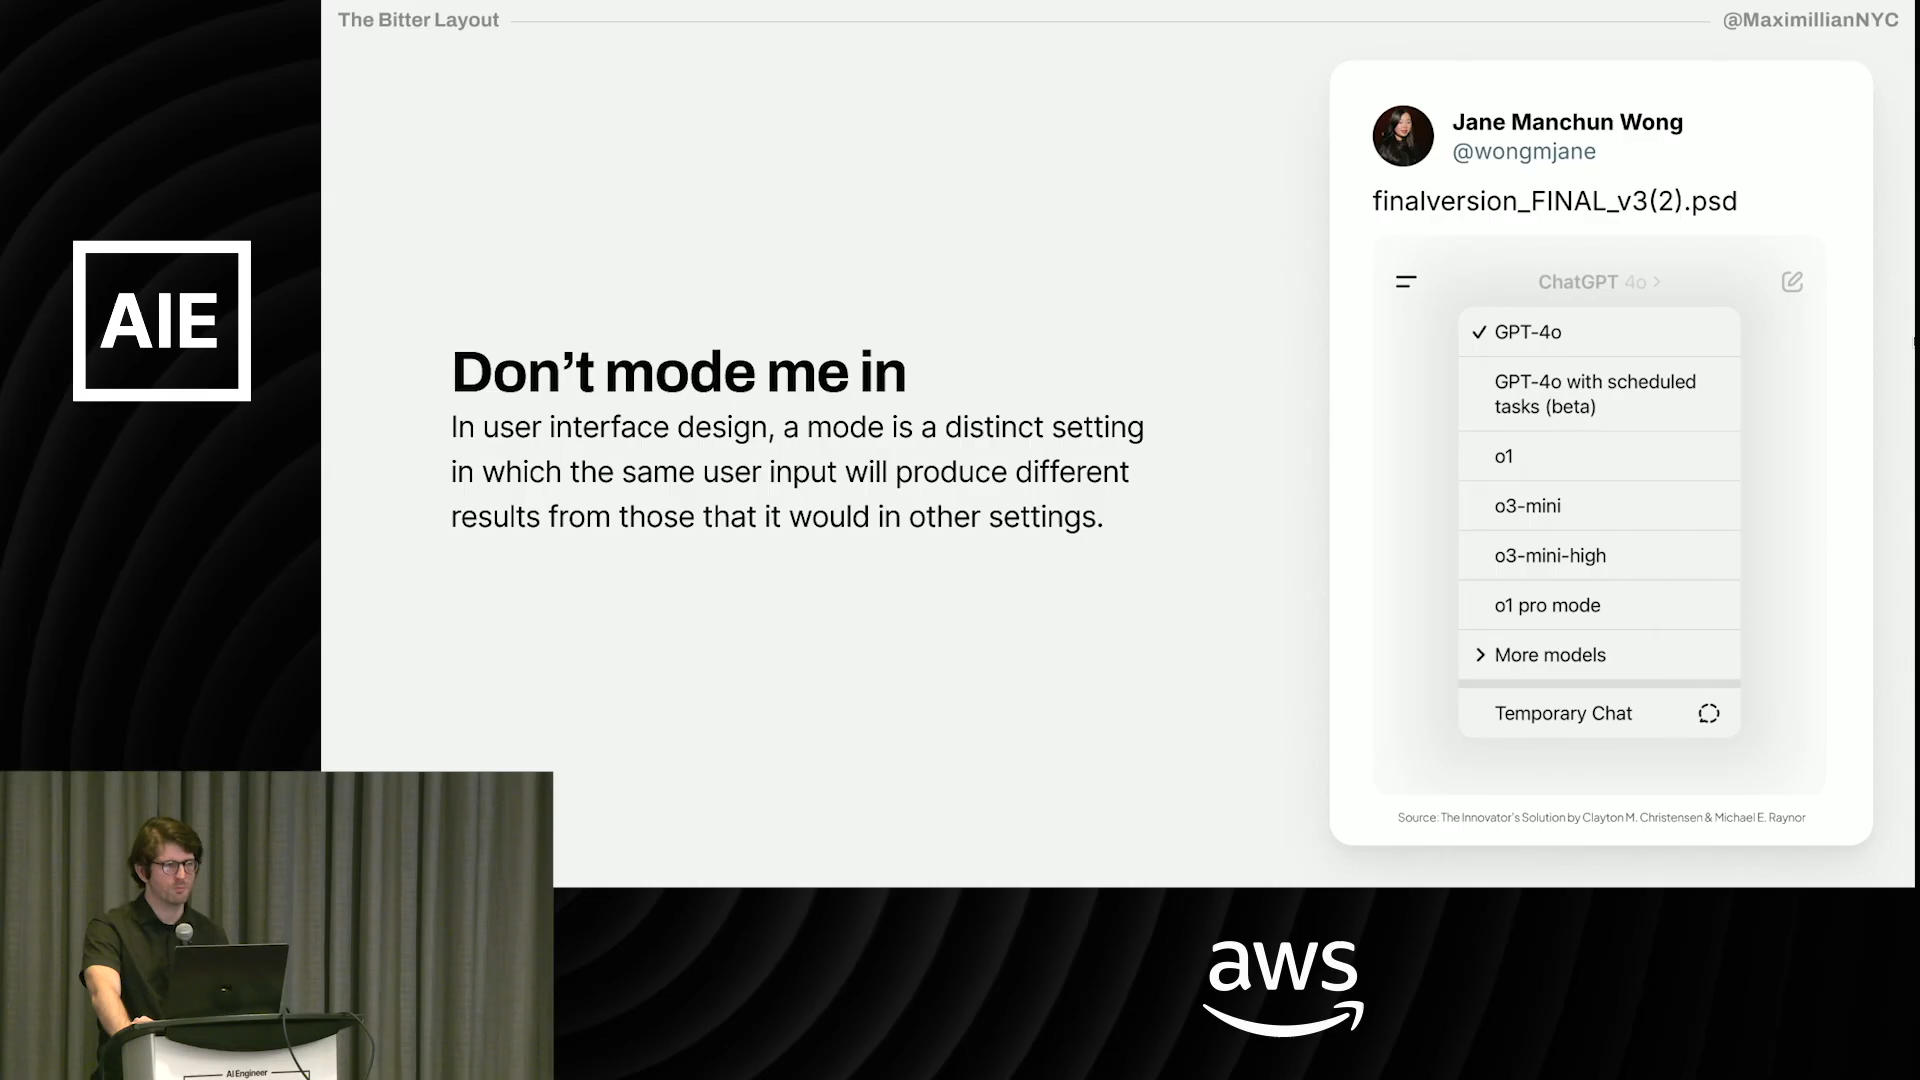 The Bitter Layout
@MaximillianNYC
AIE
Don’t mode me in
In user interface design, a mode is a distinct setting
in which the same user input will produce different
results from those that it would in other settings.
Jane Manchun Wong
@wongmjane
finalversion_FINAL_v3(2).psd
ChatGPT 4o >
GPT-4o
GPT-4o with scheduled
tasks (beta)
o1
o3-mini
o3-mini-high
o1 pro mode
More models
Temporary Chat
Source: The Innovator's Solution by Clayton M. Christensen & Michael E. Raynor
AI Engineer
aws